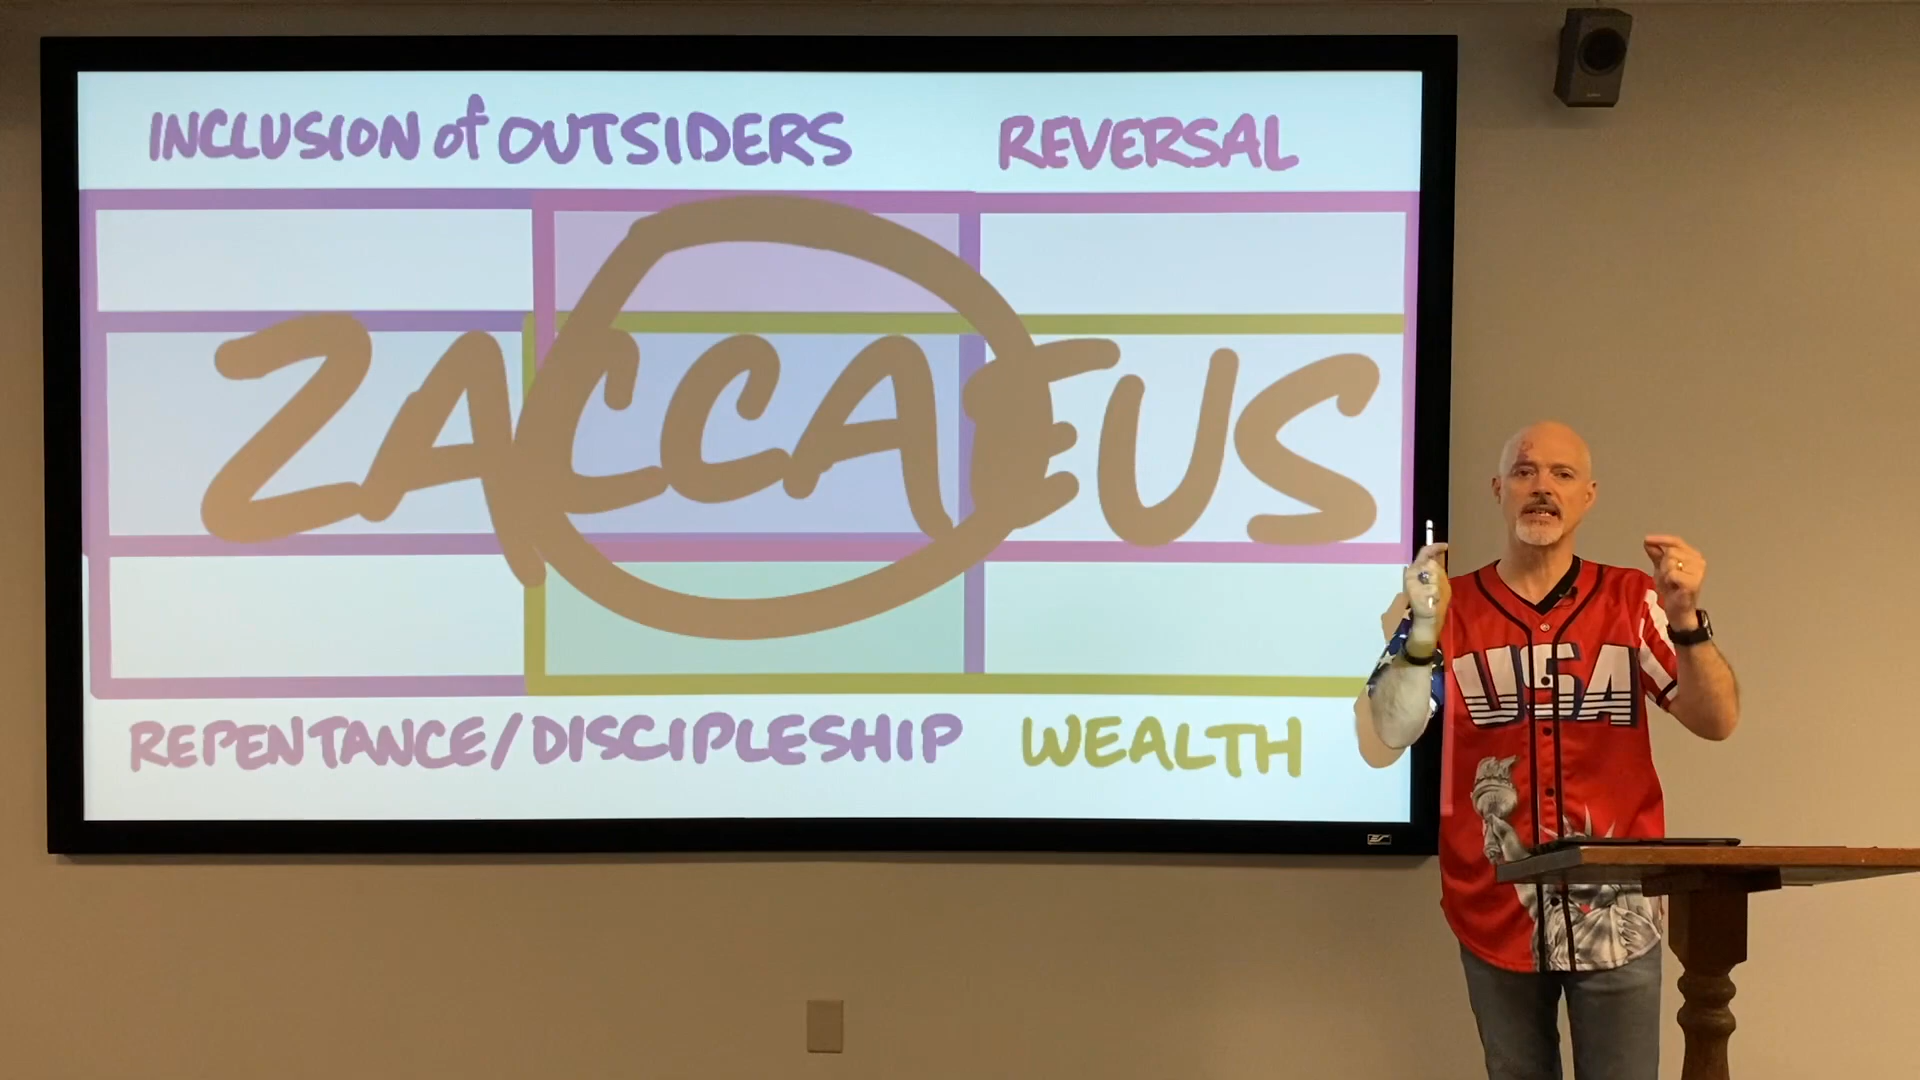 INCLUSION of OUTSIDERS
REVERSAL
ZACCAEUS
REPENTANCE/DISCIPLESHIP
WEALTH
USA